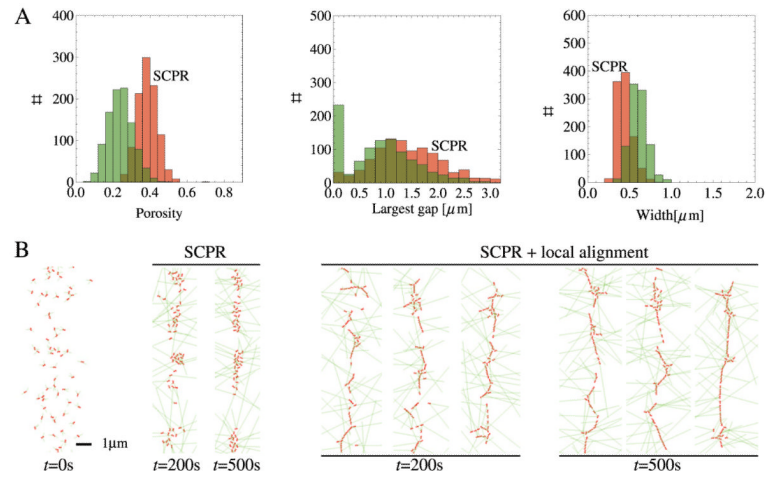 A
400
300
200
100
0
0.0 0.2 0.4 0.6 0.8
#
Porosity
SCPR
500
400
300
200
100
0
0.0 0.5 1.0 1.5 2.0 2.5 3.0
#
Largest gap [μm]
SCPR
600
500
400
300
200
100
0
0.0 0.5 1.0 1.5 2.0
#
Width[μm]
SCPR
B
SCPR
SCPR + local alignment
1μm
t=0s
t=200s
t=500s
t=200s
t=500s